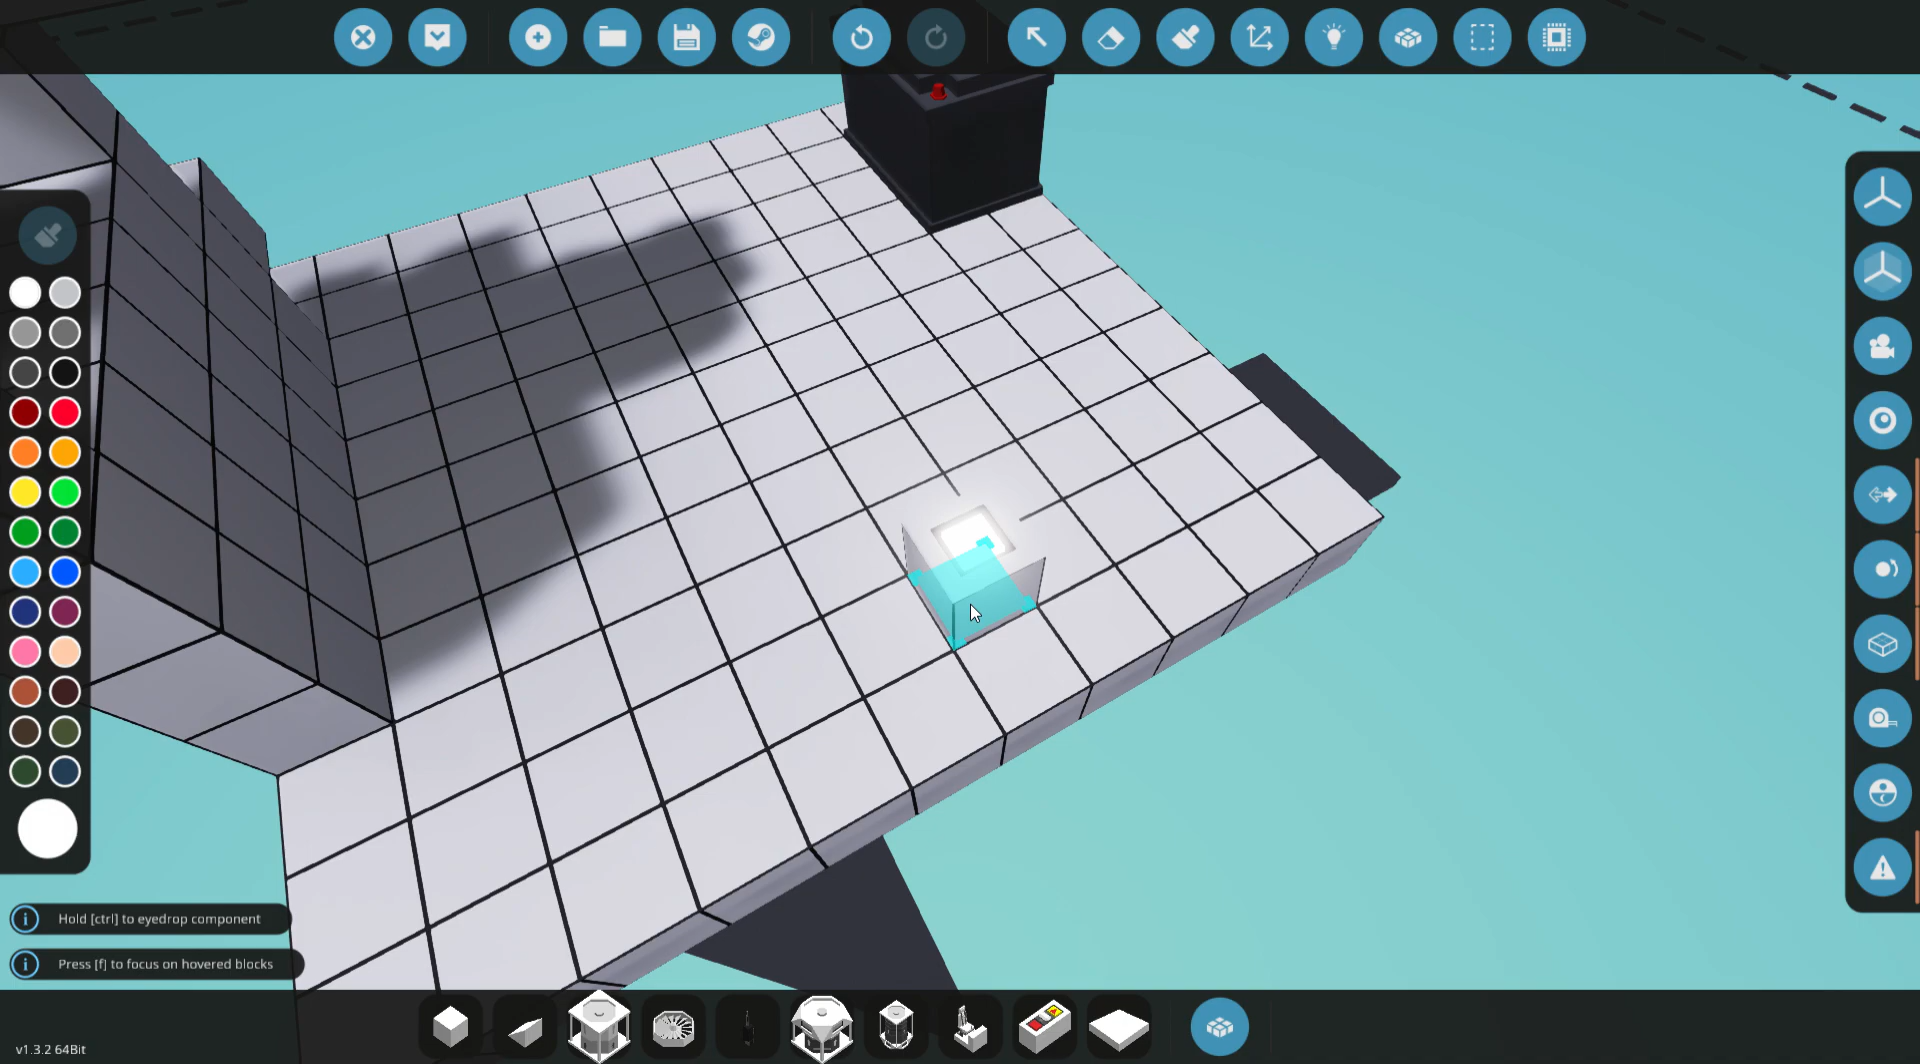 Hold [ctrl] to eyedrop component
Press [f] to focus on hovered blocks
v1.3.2 64Bit